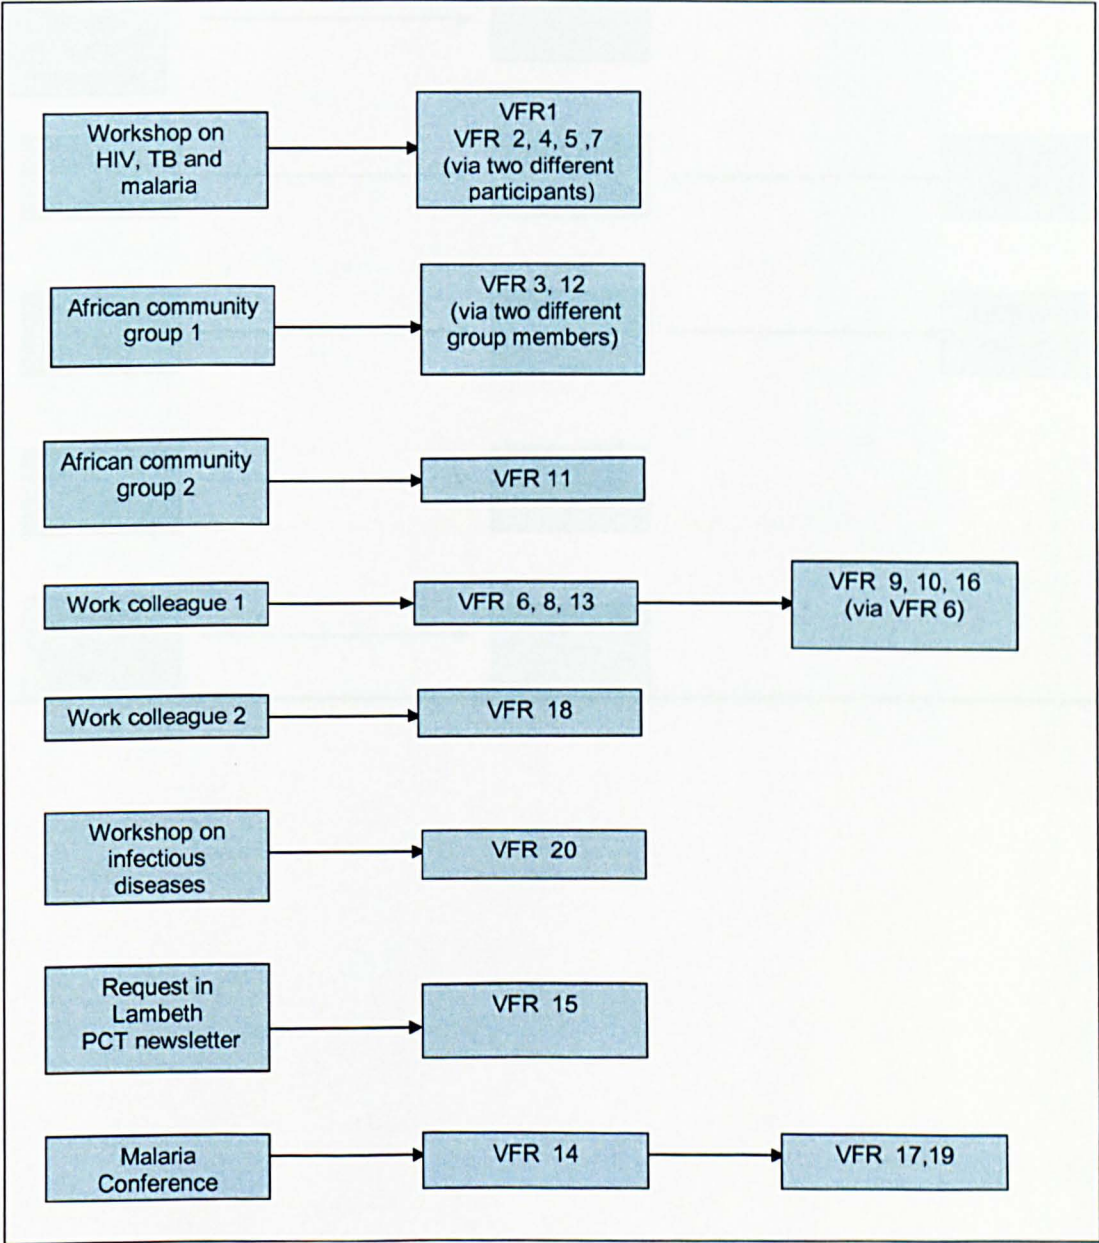 Workshop on
HIV, TB and
malaria
VFR1
VFR 2, 4, 5 ,7
(via two different
participants)
African community
group 1
VFR 3, 12
(via two different
group members)
African community
group 2
VFR 11
Work colleague 1
VFR 6, 8, 13
VFR 9, 10, 16
(via VFR 6)
Work colleague 2
VFR 18
Workshop on
infectious
diseases
VFR 20
Request in
Lambeth
PCT newsletter
VFR 15
Malaria
Conference
VFR 14
VFR 17,19